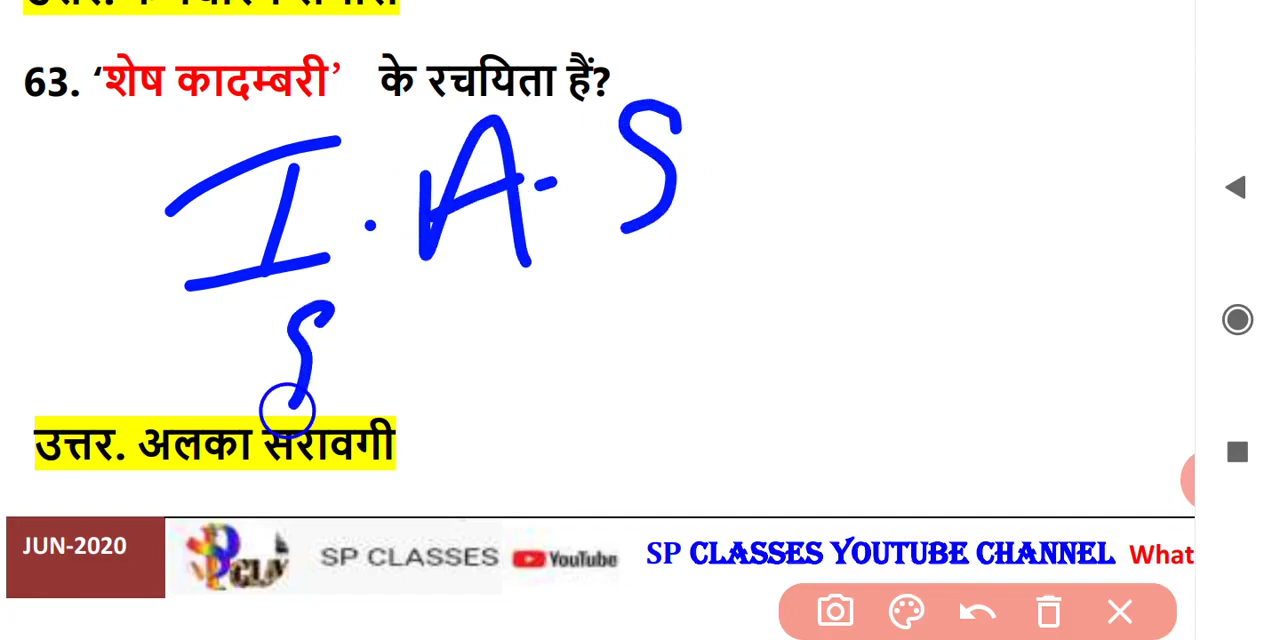 63. ‘शेष कादम्बरी’ के रचयिता हैं?
I. A. S
S
उत्तर. अलका सरावगी
JUN-2020
SP CLASSES YouTube SP CLASSES YOUTUBE CHANNEL What